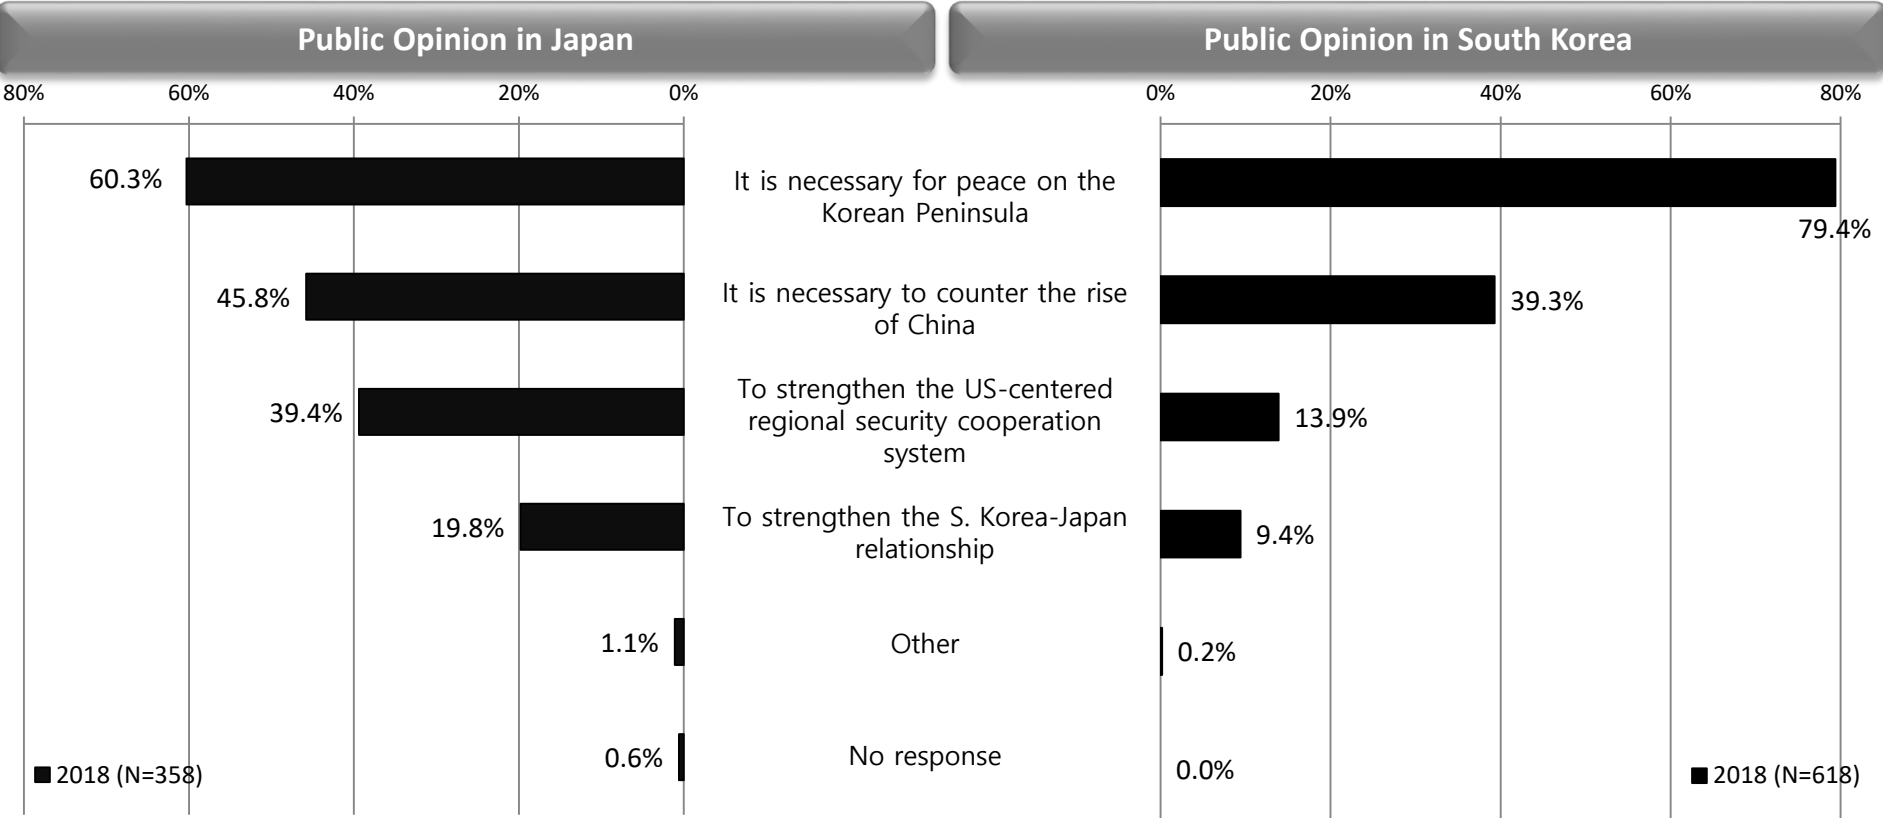 Public Opinion in Japan
Public Opinion in South Korea
80% 60% 40% 20% 0%
0% 20% 40% 60% 80%
60.3%
It is necessary for peace on the
Korean Peninsula
79.4%
45.8%
It is necessary to counter the rise
of China
39.3%
39.4%
To strengthen the US-centered
regional security cooperation
system
13.9%
19.8%
To strengthen the S. Korea-Japan
relationship
9.4%
1.1%
Other
0.2%
0.6%
No response
0.0%
2018 (N=358)
2018 (N=618)